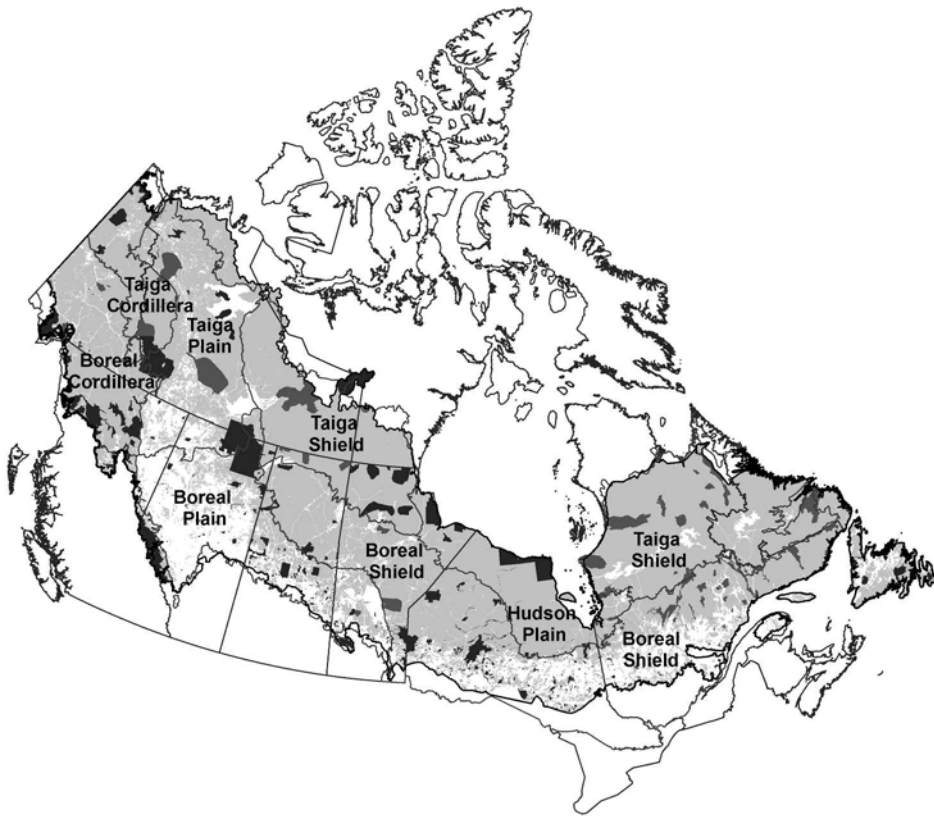 Taiga
Cordillera
Taiga
Plain
Boreal
Cordillera
Taiga
Shield
Boreal
Plain
Boreal
Shield
Hudson
Plain
Taiga
Shield
Boreal
Shield